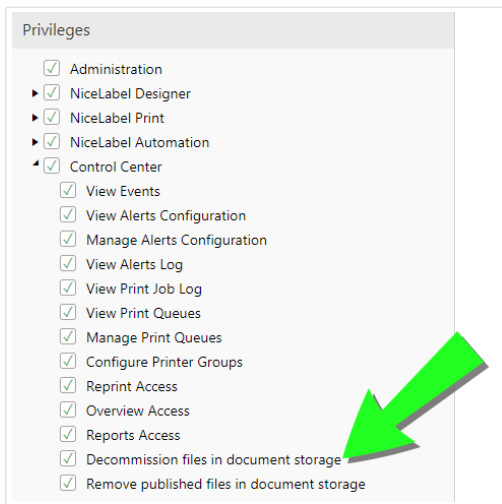 Privileges
Administration
NiceLabel Designer
NiceLabel Print
NiceLabel Automation
Control Center
View Events
View Alerts Configuration
Manage Alerts Configuration
View Alerts Log
View Print Job Log
View Print Queues
Manage Print Queues
Configure Printer Groups
Reprint Access
Overview Access
Reports Access
Decommission files in document storage
Remove published files in document storage